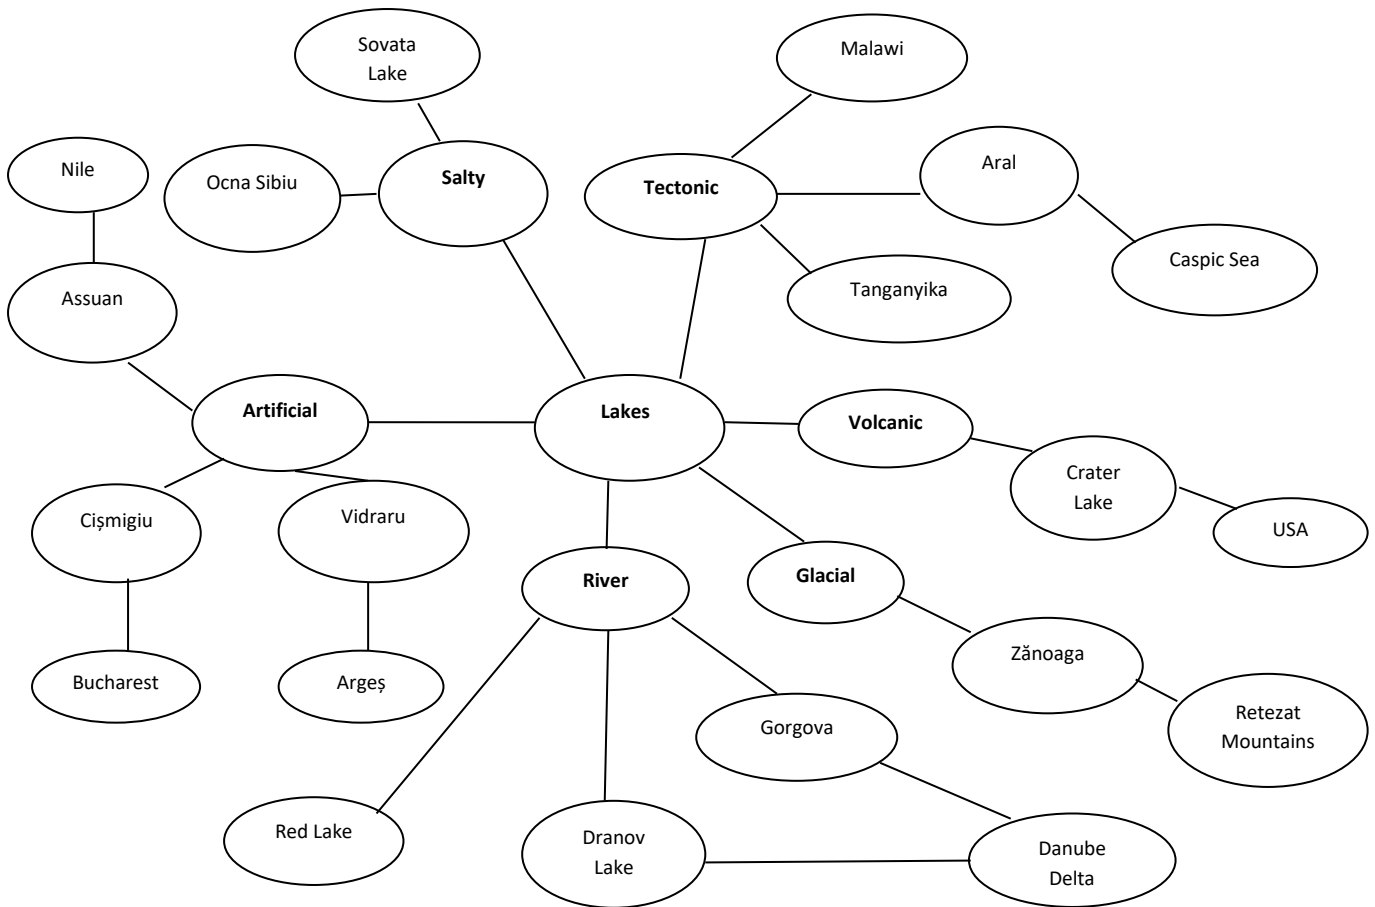 Sovata
Lake
Malawi
Nile
Ocna Sibiu
Salty
Tectonic
Aral
Caspic Sea
Assuan
Tanganyika
Artificial
Lakes
Volcanic
Crater
Lake
USA
Cișmigiu
Vidraru
River
Glacial
Zănoaga
Bucharest
Argeș
Gorgova
Retezat
Mountains
Red Lake
Dranov
Lake
Danube
Delta